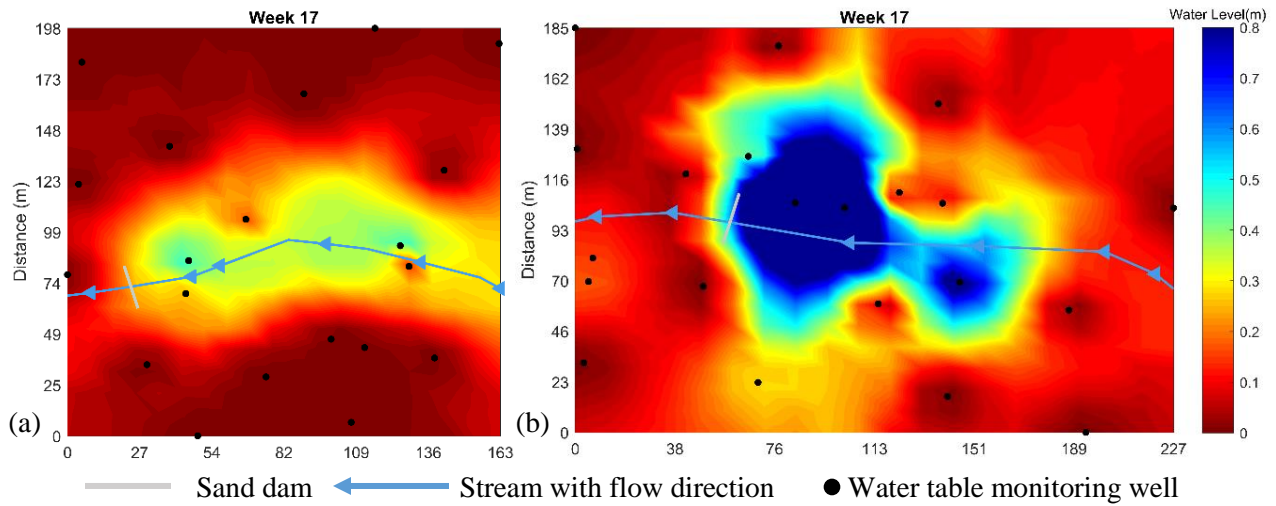 Week 17
198
173
148
123
99
74
49
25
0
Distance (m)
0 27 54 82 109 136 163
(a)
Week 17
185
162
139
116
93
70
46
23
0
Distance (m)
0 38 76 113 151 189 227
(b)
Water Level(m)
0.8
0.7
0.6
0.5
0.4
0.3
0.2
0.1
0
Sand dam Stream with flow direction Water table monitoring well